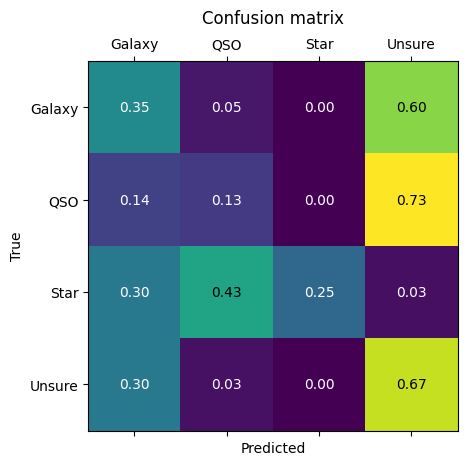 Confusion matrix
Galaxy QSO Star Unsure
Galaxy 0.35 0.05 0.00 0.60
QSO 0.14 0.13 0.00 0.73
Star 0.30 0.43 0.25 0.03
Unsure 0.30 0.03 0.00 0.67
True
Predicted